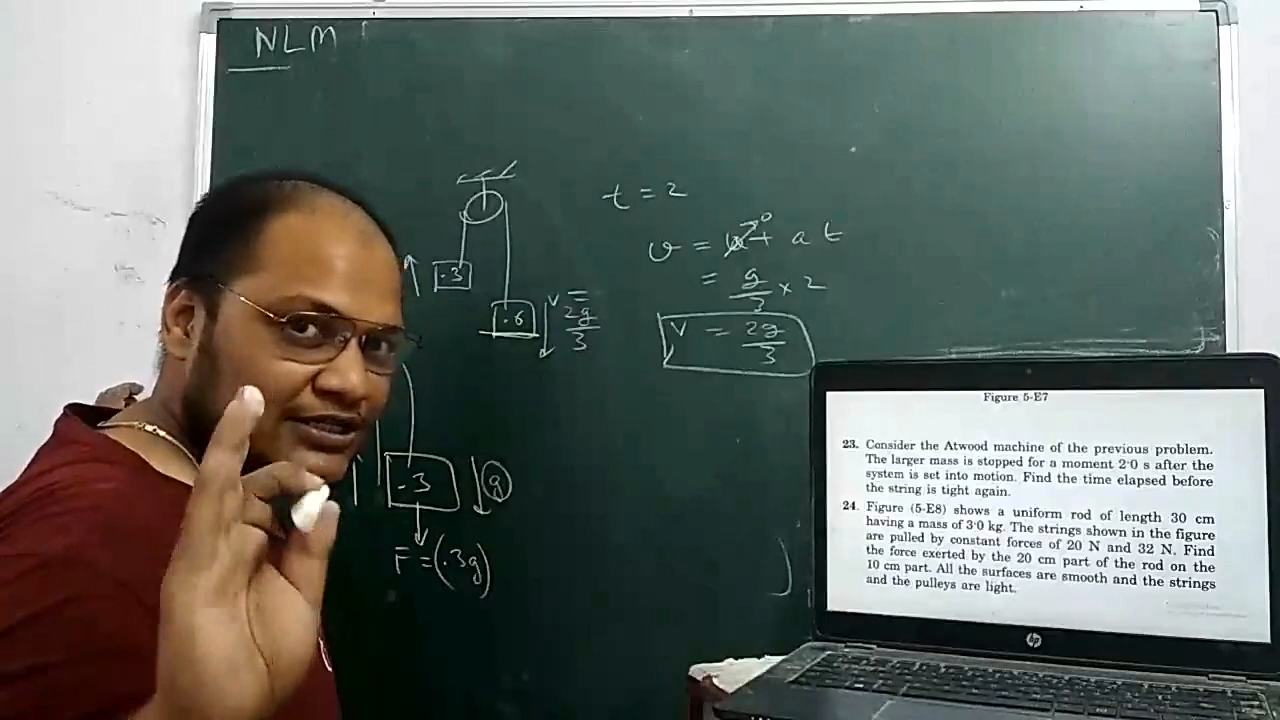 NLM
t = 2
v = u + at
= g/3 × 2
V = 2g/3
.3
.6
v = 2g/3
.3
g
F = (.3g)
Figure 5-E7
23. Consider the Atwood machine of the previous problem.
The larger mass is stopped for a moment 2·0 s after the
system is set into motion. Find the time elapsed before
the string is tight again.
24. Figure (5-E8) shows a uniform rod of length 30 cm
having a mass of 3·0 kg. The strings shown in the figure
are pulled by constant forces of 20 N and 32 N. Find
the force exerted by the 20 cm part of the rod on the
10 cm part. All the surfaces are smooth and the strings
and the pulleys are light.
hp